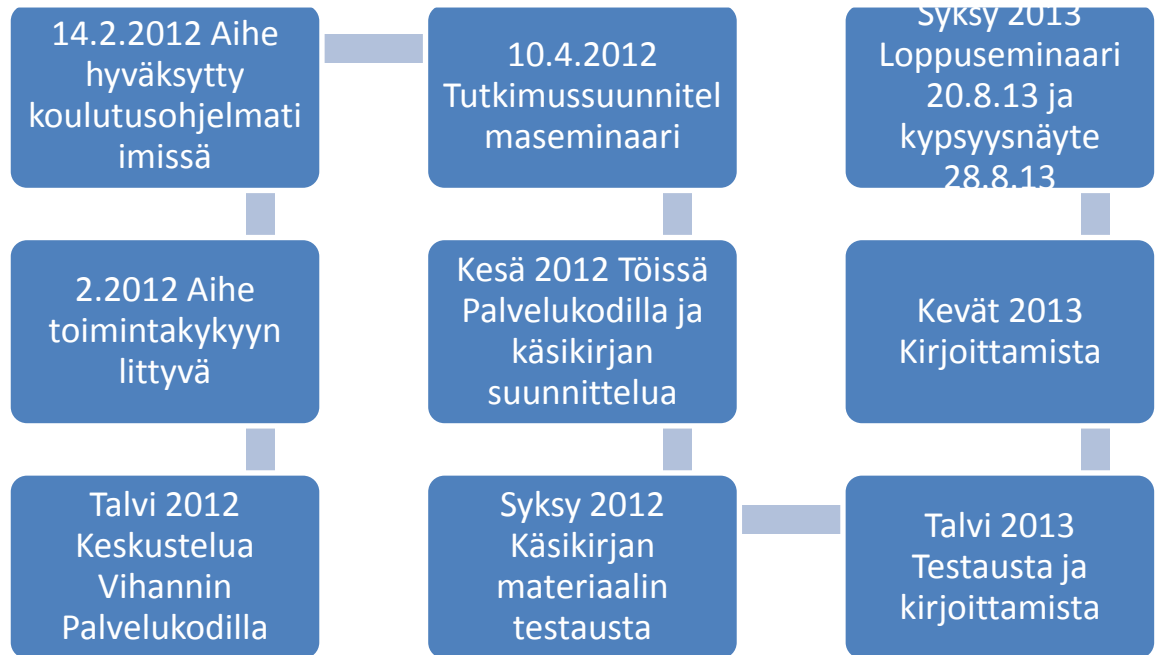 14.2.2012 Aihe
hyväksytty
koulutusohjelmati
imissä
10.4.2012
Tutkimussuunnitel
maseminaari
Syksy 2013
Loppuseminaari
20.8.13 ja
kypsyysnäyte
28.8.13
2.2012 Aihe
toimintakykyyn
littyvä
Kesä 2012 Töissä
Palvelukodilla ja
käsikirjan
suunnittelua
Kevät 2013
Kirjoittamista
Talvi 2012
Keskustelua
Vihannin
Palvelukodilla
Syksy 2012
Käsikirjan
materiaalin
testausta
Talvi 2013
Testausta ja
kirjoittamista